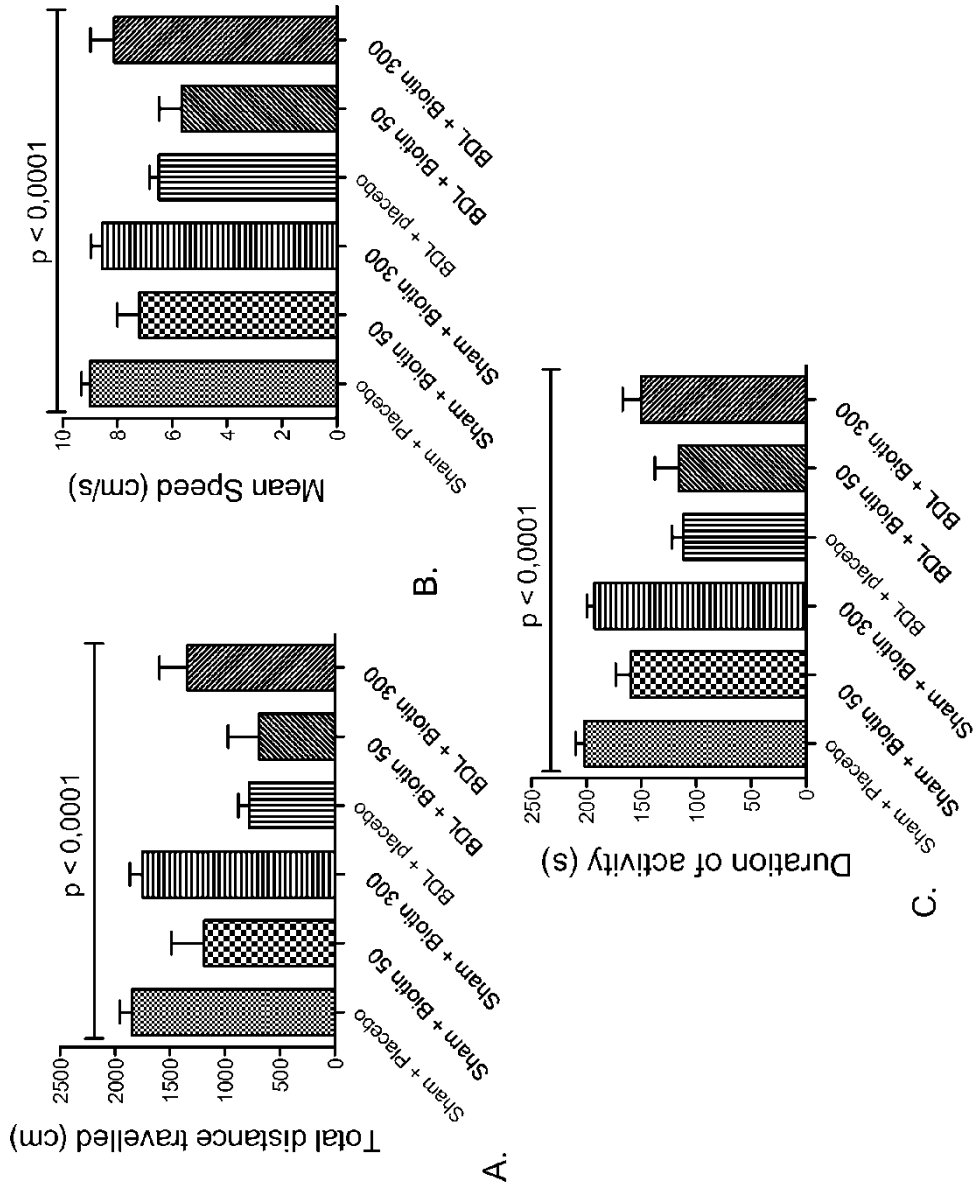 Total distance travelled (cm)
2500
2000
1500
1000
500
0
p < 0,0001
Sham + Placebo
Sham + Biotin 50
Sham + Biotin 300
BDL + placebo
BDL + Biotin 50
BDL + Biotin 300
A.
Mean Speed (cm/s)
10
8
6
4
2
0
p < 0,0001
Sham + Placebo
Sham + Biotin 50
Sham + Biotin 300
BDL + placebo
BDL + Biotin 50
BDL + Biotin 300
B.
Duration of activity (s)
250
200
150
100
50
0
p < 0,0001
Sham + Placebo
Sham + Biotin 50
Sham + Biotin 300
BDL + placebo
BDL + Biotin 50
BDL + Biotin 300
C.